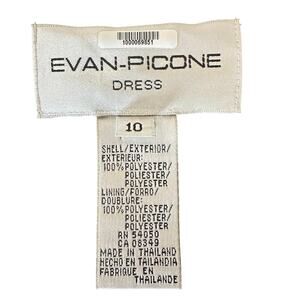 1000069851
EVAN-PICONE
DRESS
10
SHELL/EXTERIOR/
EXTERIEUR:
100% POLYESTER/
POLIESTER/
POLYESTER
LINING/FORRO/
DOUBLURE:
100% POLYESTER/
POLIESTER/
POLYESTER
RN 54050
CA 08349
MADE IN THAILAND
HECHO EN TAILANDIA
FABRIQUE EN
THAILANDE